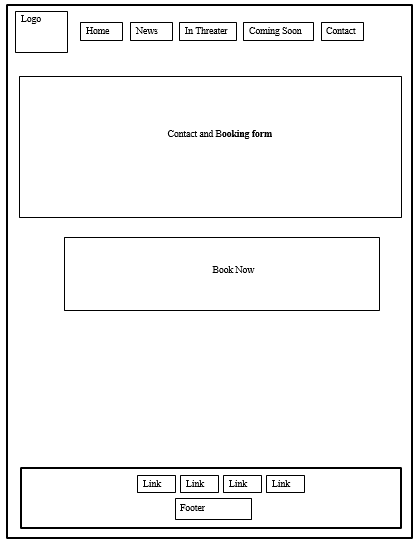 Logo
Home News In Threater Coming Soon Contact
Contact and Booking form
Book Now
Link Link Link Link
Footer